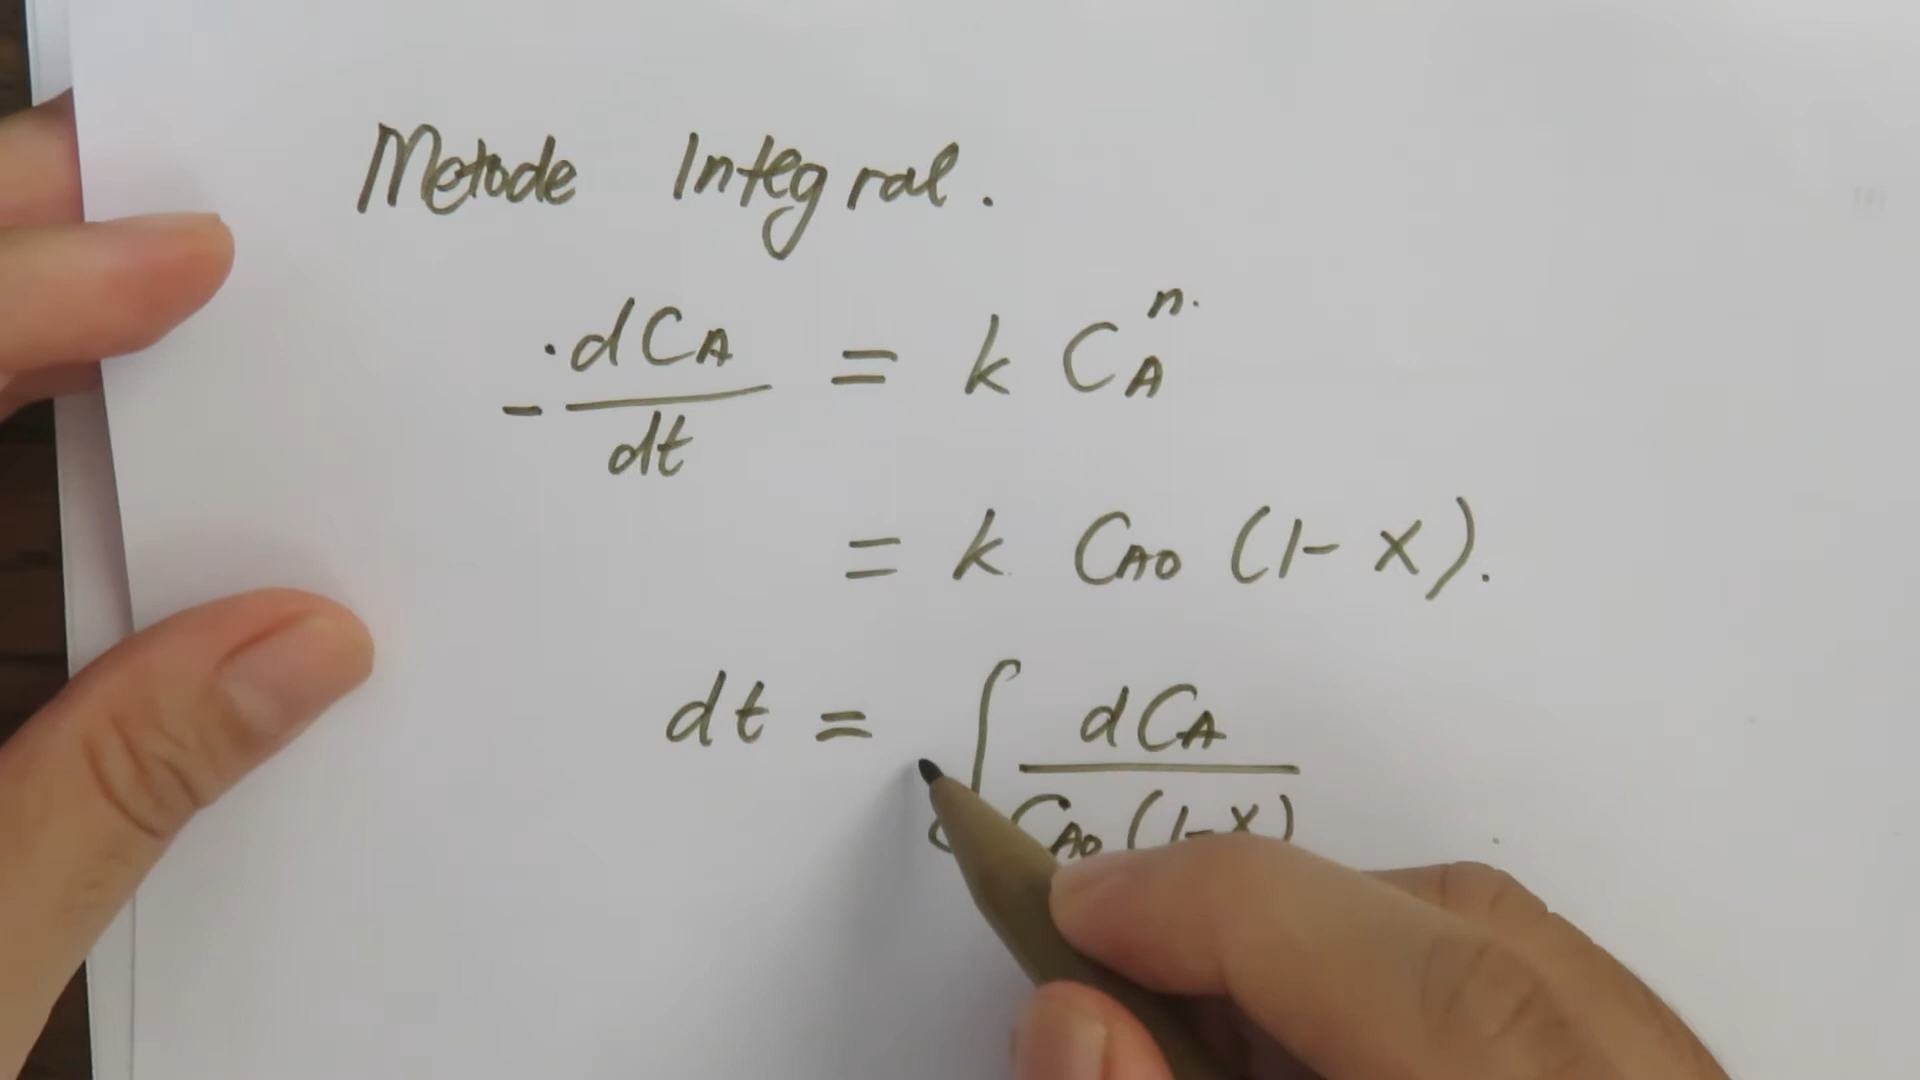 Metode Integral.
- dCA / dt = k CA^n.
= k CA0 (1-x).
dt = ∫ dCA / CA0 (1-x)